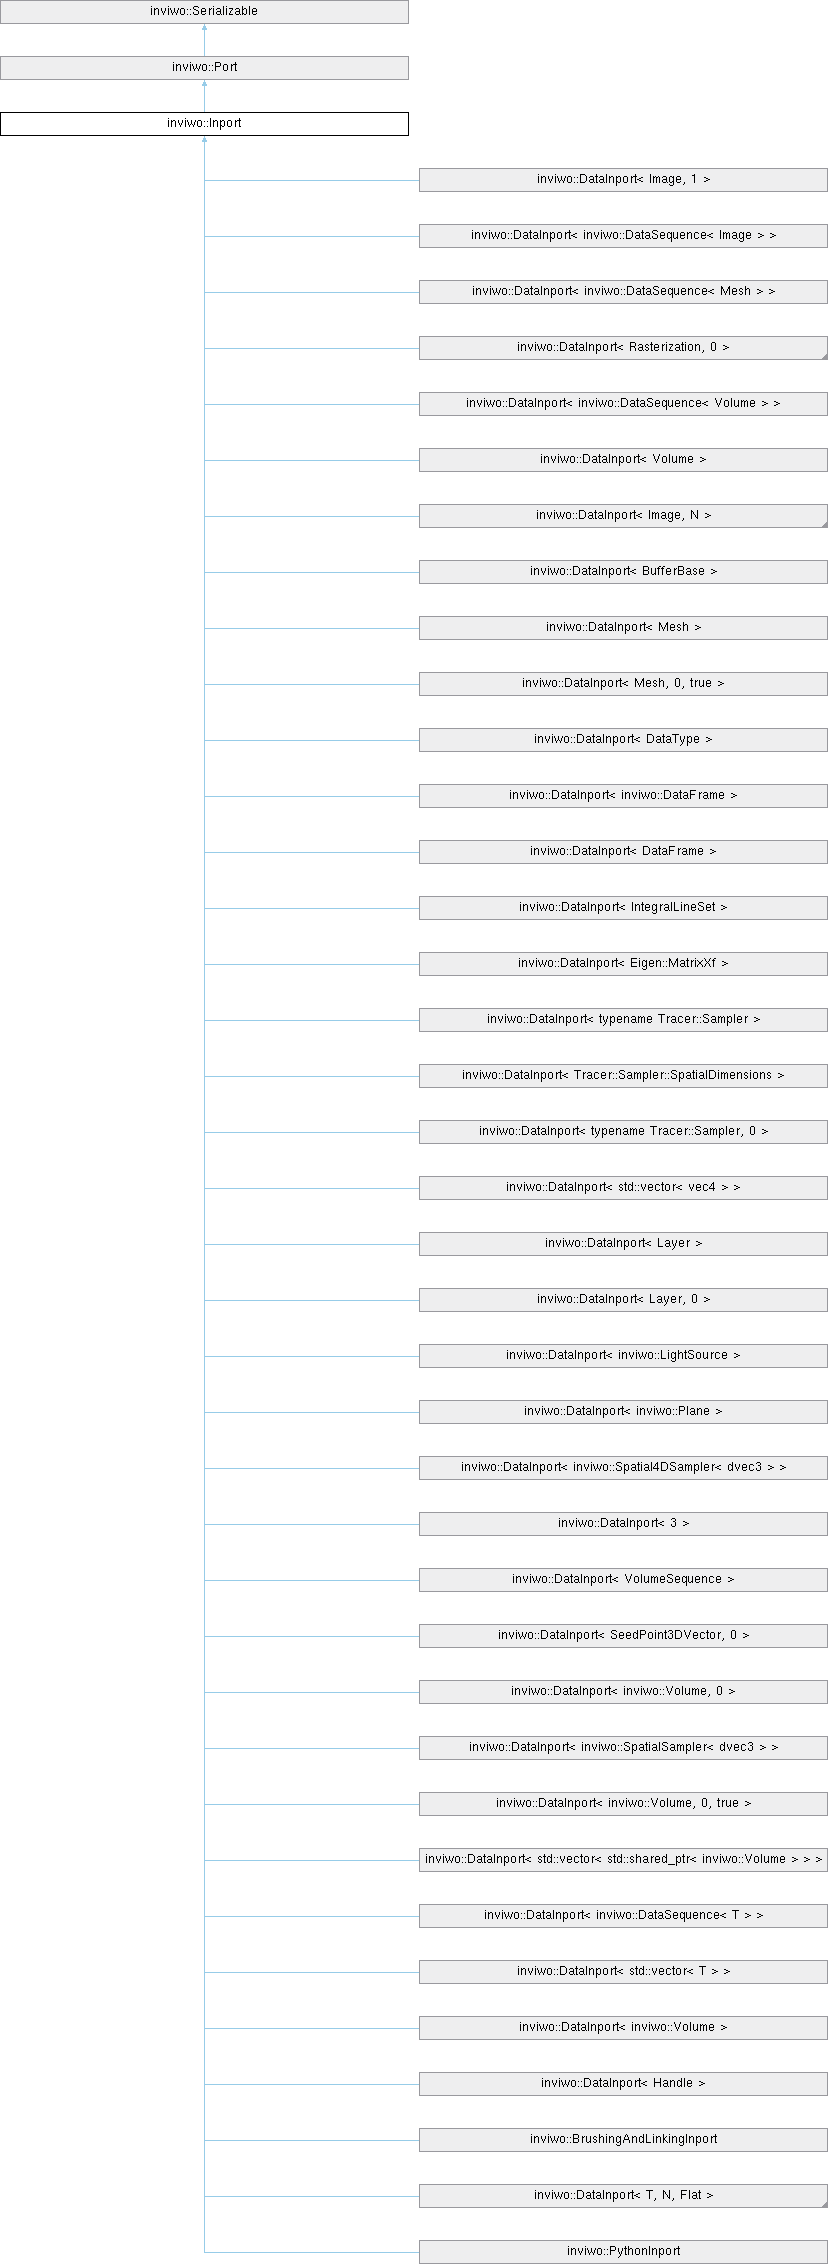 inviwo::Serializable
inviwo::Port
inviwo::Inport
inviwo::DataInport< Image, 1 >
inviwo::DataInport< inviwo::DataSequence< Image > >
inviwo::DataInport< inviwo::DataSequence< Mesh > >
inviwo::DataInport< Rasterization, 0 >
inviwo::DataInport< inviwo::DataSequence< Volume > >
inviwo::DataInport< Volume >
inviwo::DataInport< Image, N >
inviwo::DataInport< BufferBase >
inviwo::DataInport< Mesh >
inviwo::DataInport< Mesh, 0, true >
inviwo::DataInport< DataType >
inviwo::DataInport< inviwo::DataFrame >
inviwo::DataInport< DataFrame >
inviwo::DataInport< IntegralLineSet >
inviwo::DataInport< Eigen::MatrixXf >
inviwo::DataInport< typename Tracer::Sampler >
inviwo::DataInport< Tracer::Sampler::SpatialDimensions >
inviwo::DataInport< typename Tracer::Sampler, 0 >
inviwo::DataInport< std::vector< vec4 > >
inviwo::DataInport< Layer >
inviwo::DataInport< Layer, 0 >
inviwo::DataInport< inviwo::LightSource >
inviwo::DataInport< inviwo::Plane >
inviwo::DataInport< inviwo::Spatial4DSampler< dvec3 > >
inviwo::DataInport< 3 >
inviwo::DataInport< VolumeSequence >
inviwo::DataInport< SeedPoint3DVector, 0 >
inviwo::DataInport< inviwo::Volume, 0 >
inviwo::DataInport< inviwo::SpatialSampler< dvec3 > >
inviwo::DataInport< inviwo::Volume, 0, true >
inviwo::DataInport< std::vector< std::shared_ptr< inviwo::Volume > > >
inviwo::DataInport< inviwo::DataSequence< T > >
inviwo::DataInport< std::vector< T > >
inviwo::DataInport< inviwo::Volume >
inviwo::DataInport< Handle >
inviwo::BrushingAndLinkingInport
inviwo::DataInport< T, N, Flat >
inviwo::PythonInport